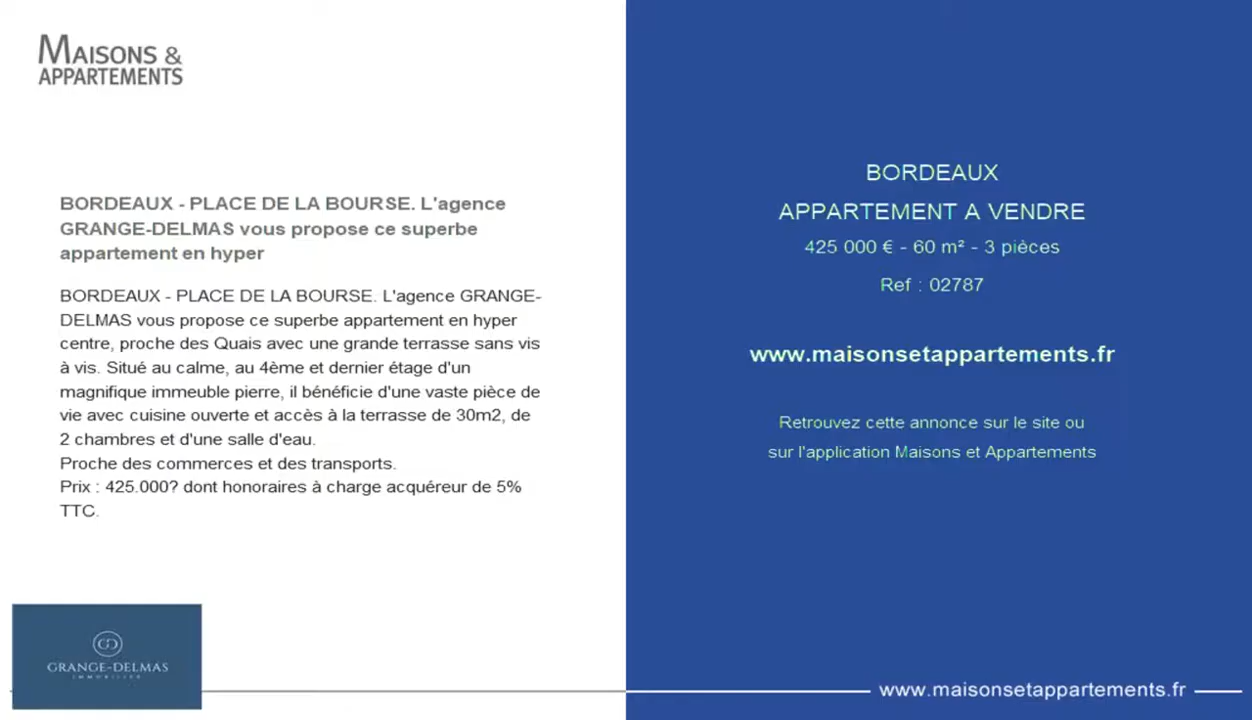 MAISONS &
APPARTEMENTS
BORDEAUX - PLACE DE LA BOURSE. L'agence
GRANGE-DELMAS vous propose ce superbe
appartement en hyper
BORDEAUX - PLACE DE LA BOURSE. L'agence GRANGE-
DELMAS vous propose ce superbe appartement en hyper
centre, proche des Quais avec une grande terrasse sans vis
à vis. Situé au calme, au 4ème et dernier étage d'un
magnifique immeuble pierre, il bénéficie d'une vaste pièce de
vie avec cuisine ouverte et accès à la terrasse de 30m2, de
2 chambres et d'une salle d'eau.
Proche des commerces et des transports.
Prix : 425.000? dont honoraires à charge acquéreur de 5%
TTC.
GRANGE-DELMAS
IMMOBILIER
BORDEAUX
APPARTEMENT A VENDRE
425 000 € - 60 m² - 3 pièces
Ref : 02787
www.maisonsetappartements.fr
Retrouvez cette annonce sur le site ou
sur l'application Maisons et Appartements
www.maisonsetappartements.fr